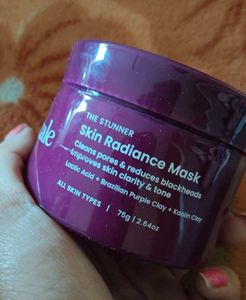 ale
THE STUNNER
Skin Radiance Mask
Cleans pores & reduces blackheads
Improves skin clarity & tone
Lactic Acid + Brazilian Purple Clay + Kaolin Clay
ALL SKIN TYPES | 75g | 2.64oz